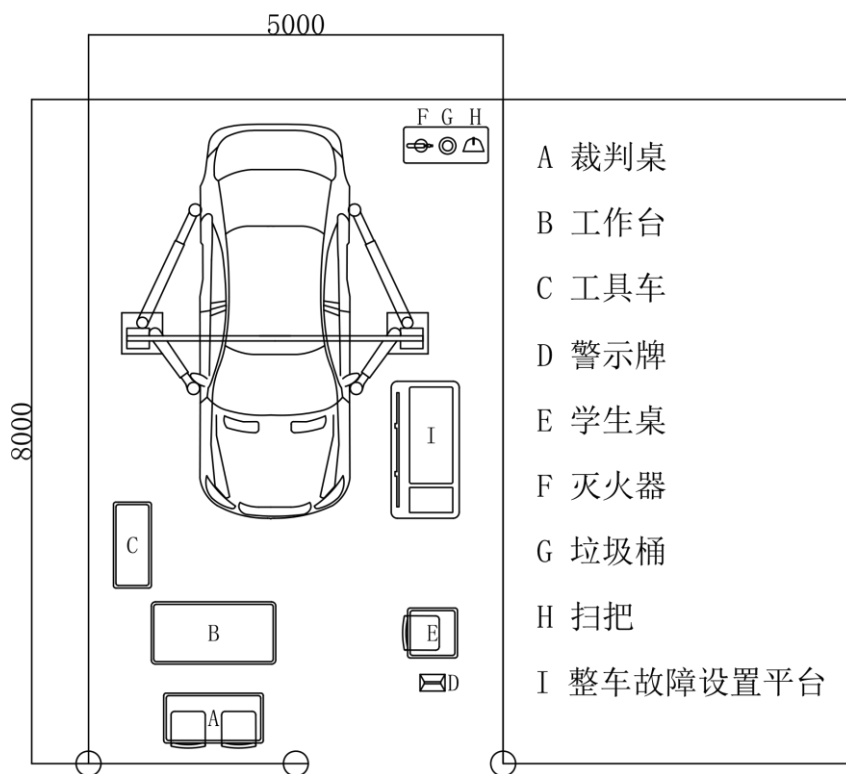 5000
F G H
A 裁判桌
B 工作台
C 工具车
D 警示牌
E 学生桌
F 灭火器
G 垃圾桶
H 扫把
I 整车故障设置平台
8000
I
C
B
E
D
A